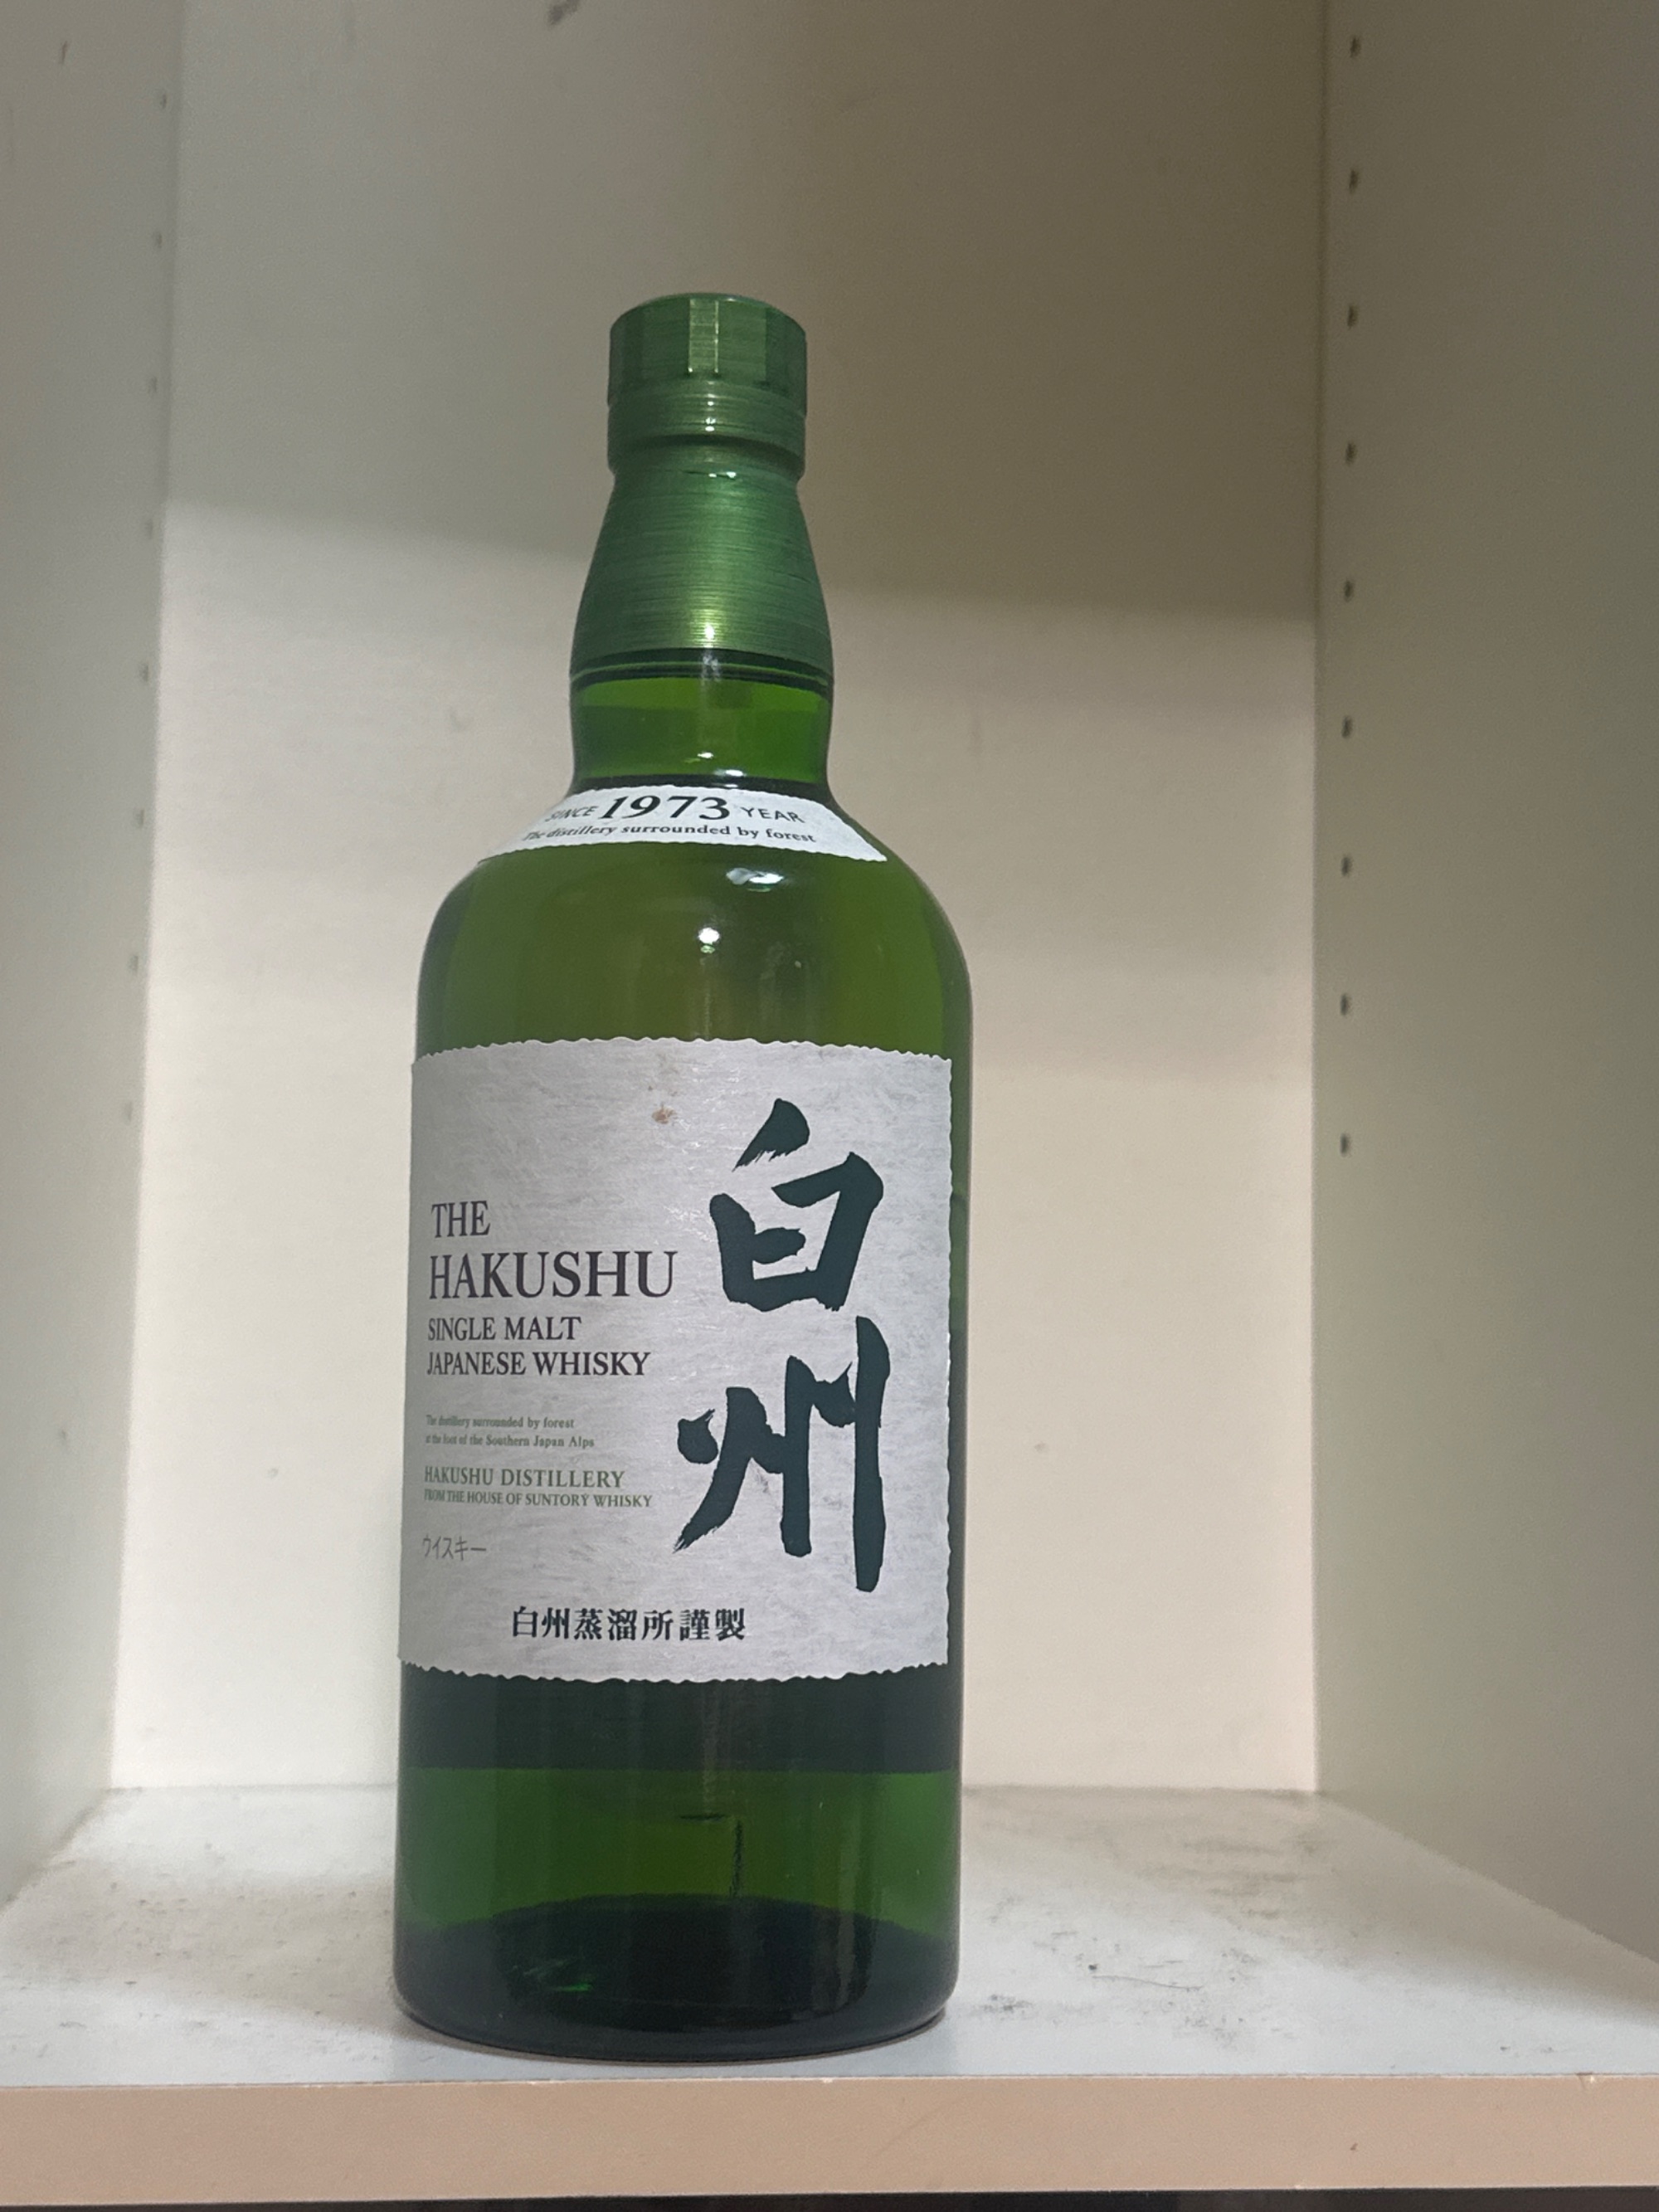 SINCE 1973 YEAR
The distillery surrounded by forest
白州
THE
HAKUSHU
SINGLE MALT
JAPANESE WHISKY
The distillery surrounded by forest
at the foot of the Southern Japan Alps
HAKUSHU DISTILLERY
FROM THE HOUSE OF SUNTORY WHISKY
ウイスキー
白州蒸溜所謹製